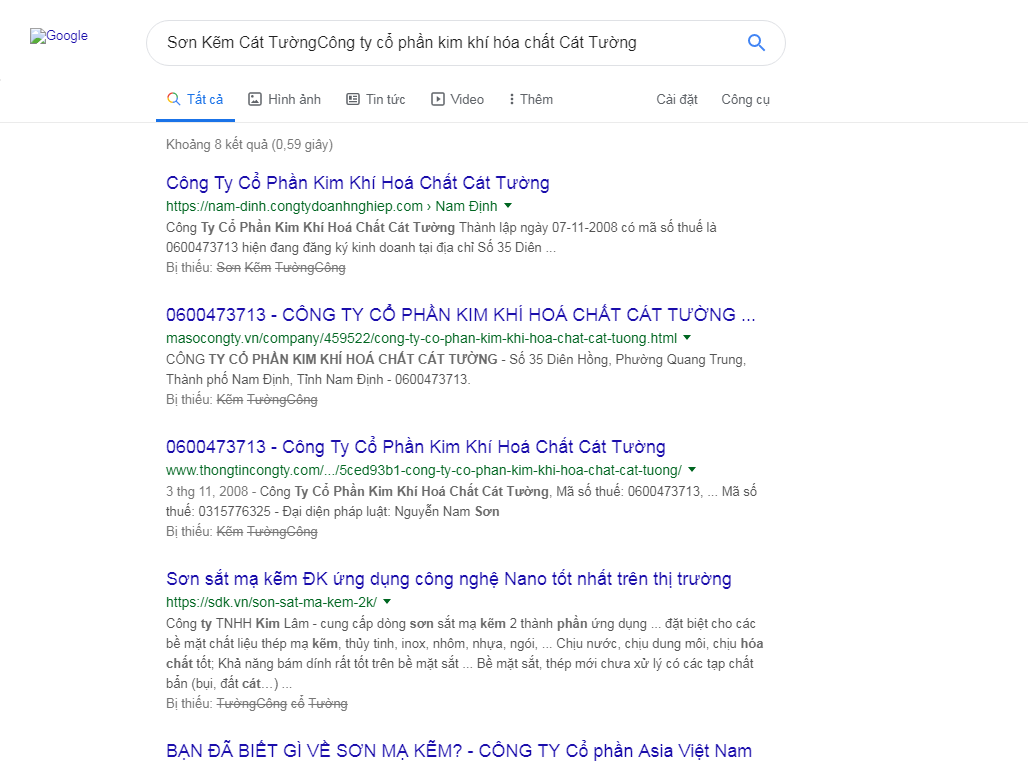 Google
Sơn Kẽm Cát TườngCông ty cổ phần kim khí hóa chất Cát Tường
Tất cả Hình ảnh Tin tức Video Thêm Cài đặt Công cụ
Khoảng 8 kết quả (0,59 giây)
Công Ty Cổ Phần Kim Khí Hoá Chất Cát Tường
https://nam-dinh.congtydoanhnghiep.com › Nam Định
Công Ty Cổ Phần Kim Khí Hoá Chất Cát Tường Thành lập ngày 07-11-2008 có mã số thuế là
0600473713 hiện đang đăng ký kinh doanh tại địa chỉ Số 35 Diên ...
Bị thiếu: Sơn Kẽm TườngCông
0600473713 - CÔNG TY CỔ PHẦN KIM KHÍ HOÁ CHẤT CÁT TƯỜNG ...
masocongty.vn/company/459522/cong-ty-co-phan-kim-khi-hoa-chat-cat-tuong.html
CÔNG TY CỔ PHẦN KIM KHÍ HOÁ CHẤT CÁT TƯỜNG - Số 35 Diên Hồng, Phường Quang Trung,
Thành phố Nam Định, Tỉnh Nam Định - 0600473713.
Bị thiếu: Kẽm TườngCông
0600473713 - Công Ty Cổ Phần Kim Khí Hoá Chất Cát Tường
www.thongtincongty.com/.../5ced93b1-cong-ty-co-phan-kim-khi-hoa-chat-cat-tuong/
3 thg 11, 2008 - Công Ty Cổ Phần Kim Khí Hoá Chất Cát Tường, Mã số thuế: 0600473713, ... Mã số
thuế: 0315776325 - Đại diện pháp luật: Nguyễn Nam Sơn
Bị thiếu: Kẽm TườngCông
Sơn sắt mạ kẽm ĐK ứng dụng công nghệ Nano tốt nhất trên thị trường
https://sdk.vn/son-sat-ma-kem-2k/
Công ty TNHH Kim Lâm - cung cấp dòng sơn sắt mạ kẽm 2 thành phần ứng dụng ... đặt biệt cho các
bề mặt chất liệu thép mạ kẽm, thủy tinh, inox, nhôm, nhựa, ngói, ... Chịu nước, chịu dung môi, chịu hóa
chất tốt; Khả năng bám dính rất tốt trên bề mặt sắt ... Bề mặt sắt, thép mới chưa xử lý có các tạp chất
bẩn (bụi, đất cát…) ...
Bị thiếu: TườngCông cổ Tường
BẠN ĐÃ BIẾT GÌ VỀ SƠN MẠ KẼM? - CÔNG TY Cổ phần Asia Việt Nam